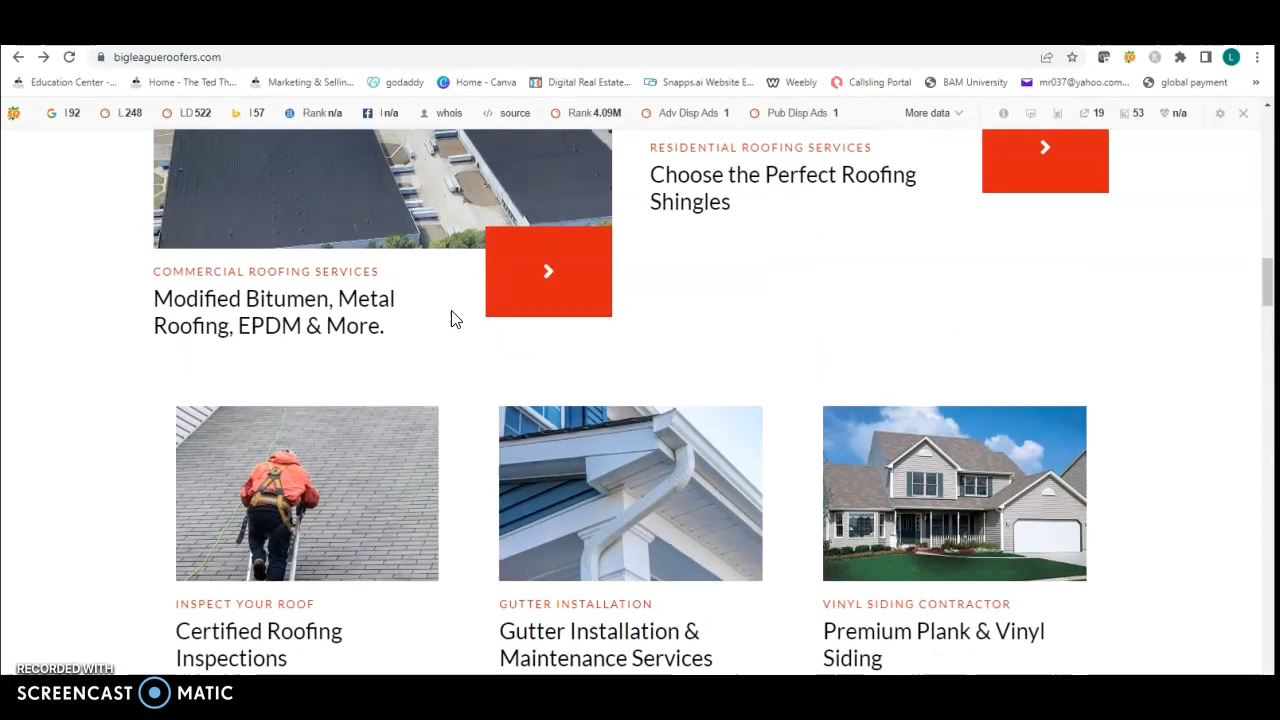 bigleagueroofers.com
L
Education Center -... Home - The Ted Th... Marketing & Sellin... godaddy Home - Canva Digital Real Estate... Snapps.ai Website E... Weebly Callsling Portal BAM University mr037@yahoo.com... global payment »
I 92 L 248 LD 522 I 57 Rank n/a I n/a whois source Rank 4.09M Adv Disp Ads 1 Pub Disp Ads 1 More data 19 53 n/a
RESIDENTIAL ROOFING SERVICES
Choose the Perfect Roofing
Shingles
COMMERCIAL ROOFING SERVICES
Modified Bitumen, Metal
Roofing, EPDM & More.
INSPECT YOUR ROOF
Certified Roofing
Inspections
GUTTER INSTALLATION
Gutter Installation &
Maintenance Services
VINYL SIDING CONTRACTOR
Premium Plank & Vinyl
Siding
RECORDED WITH
SCREENCAST MATIC